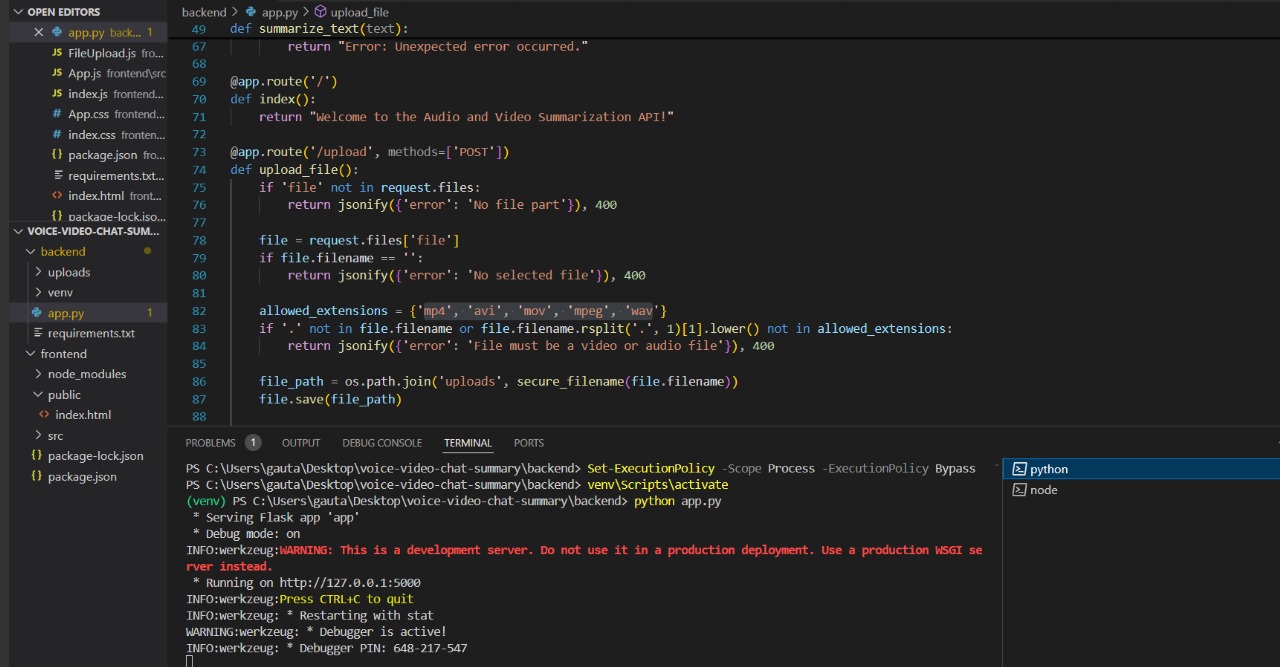 OPEN EDITORS
app.py back... 1
JS FileUpload.js fro...
JS App.js frontend\src
JS index.js frontend...
# App.css frontend...
# index.css fronten...
{} package.json fro...
requirements.txt...
<> index.html front...
{} package-lock.jso...
VOICE-VIDEO-CHAT-SUM...
backend
uploads
venv
app.py 1
requirements.txt
frontend
node_modules
public
<> index.html
src
{} package-lock.json
{} package.json
backend > app.py > upload_file
49 def summarize_text(text):
67 return "Error: Unexpected error occurred."
68
69 @app.route('/')
70 def index():
71 return "Welcome to the Audio and Video Summarization API!"
72
73 @app.route('/upload', methods=['POST'])
74 def upload_file():
75 if 'file' not in request.files:
76 return jsonify({'error': 'No file part'}), 400
77
78 file = request.files['file']
79 if file.filename == '':
80 return jsonify({'error': 'No selected file'}), 400
81
82 allowed_extensions = {'mp4', 'avi', 'mov', 'mpeg', 'wav'}
83 if '.' not in file.filename or file.filename.rsplit('.', 1)[1].lower() not in allowed_extensions:
84 return jsonify({'error': 'File must be a video or audio file'}), 400
85
86 file_path = os.path.join('uploads', secure_filename(file.filename))
87 file.save(file_path)
88
PROBLEMS 1 OUTPUT DEBUG CONSOLE TERMINAL PORTS
PS C:\Users\gauta\Desktop\voice-video-chat-summary\backend> Set-ExecutionPolicy -Scope Process -ExecutionPolicy Bypass
PS C:\Users\gauta\Desktop\voice-video-chat-summary\backend> venv\Scripts\activate
(venv) PS C:\Users\gauta\Desktop\voice-video-chat-summary\backend> python app.py
* Serving Flask app 'app'
* Debug mode: on
INFO:werkzeug:WARNING: This is a development server. Do not use it in a production deployment. Use a production WSGI se
rver instead.
* Running on http://127.0.0.1:5000
INFO:werkzeug:Press CTRL+C to quit
INFO:werkzeug: * Restarting with stat
WARNING:werkzeug: * Debugger is active!
INFO:werkzeug: * Debugger PIN: 648-217-547
python
node